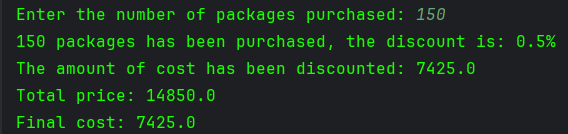 Enter the number of packages purchased: 150
150 packages has been purchased, the discount is: 0.5%
The amount of cost has been discounted: 7425.0
Total price: 14850.0
Final cost: 7425.0